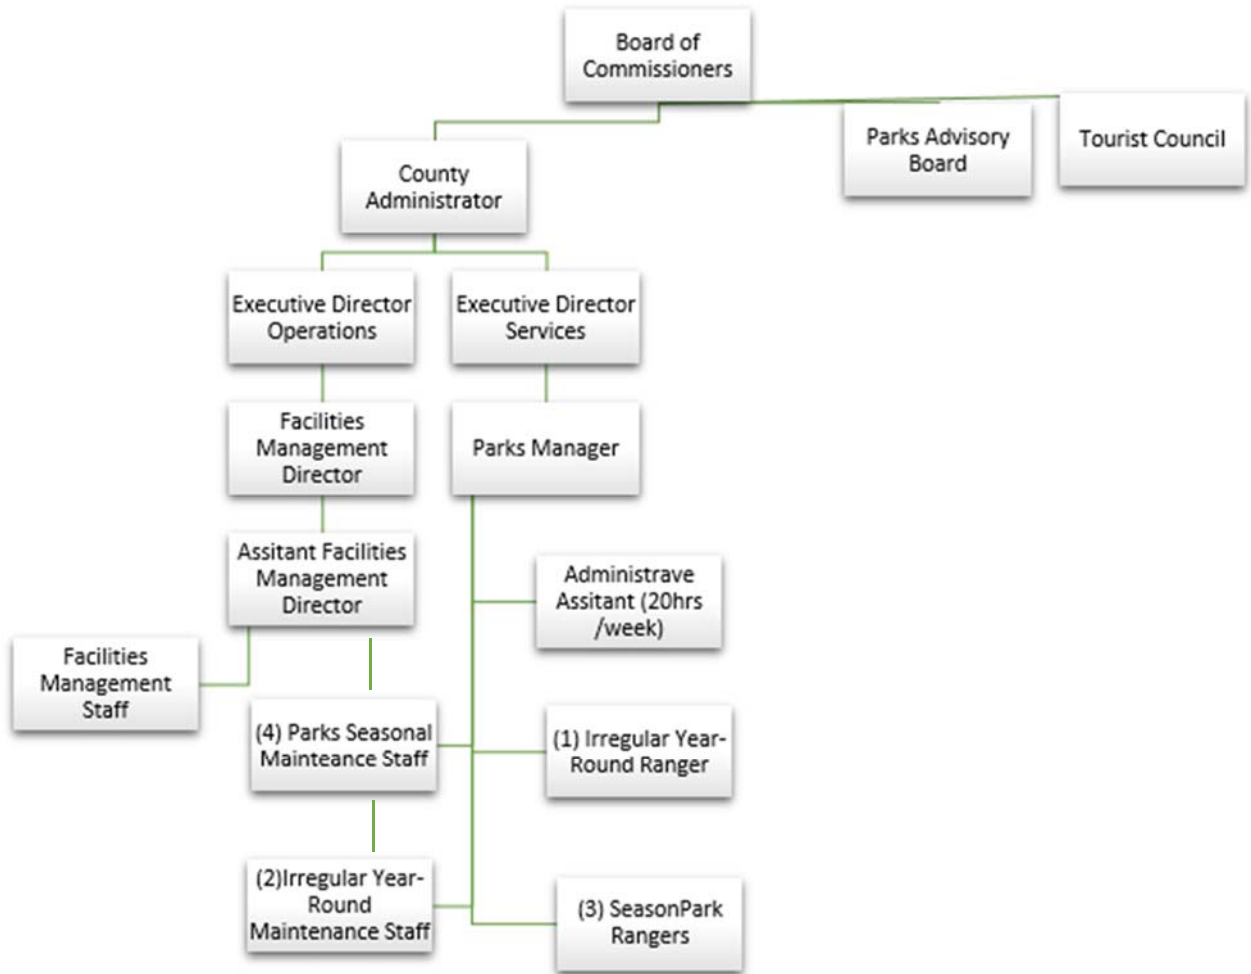 Board of
Commissioners
Parks Advisory
Board
Tourist Council
County
Administrator
Executive Director
Operations
Executive Director
Services
Facilities
Management
Director
Parks Manager
Assitant Facilities
Management
Director
Administrave
Assitant (20hrs
/week)
Facilities
Management
Staff
(4) Parks Seasonal
Mainteance Staff
(1) Irregular Year-
Round Ranger
(2)Irregular Year-
Round
Maintenance Staff
(3) SeasonPark
Rangers